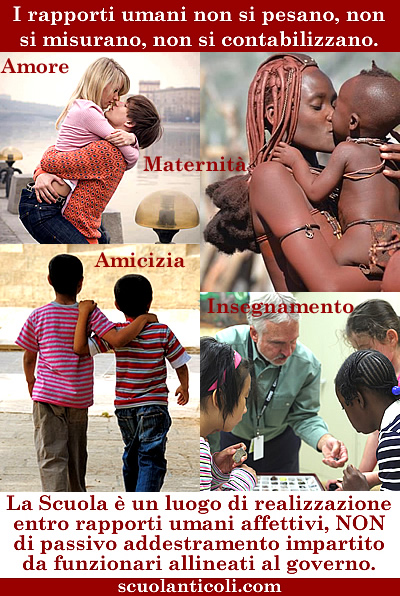 I rapporti umani non si pesano, non
si misurano, non si contabilizzano.
Amore
Maternità
Amicizia
Insegnamento
La Scuola è un luogo di realizzazione
entro rapporti umani affettivi, NON
di passivo addestramento impartito
da funzionari allineati al governo.
scuolanticoli.com